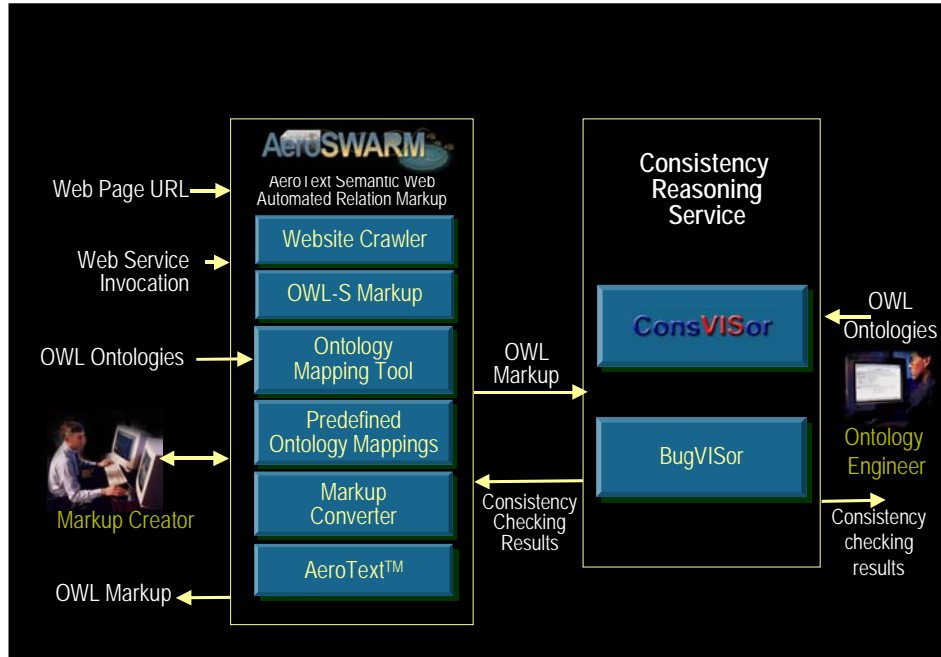 AeroSWARM
AeroText Semantic Web
Automated Relation Markup
Web Page URL
Web Service
Invocation
OWL Ontologies
Markup Creator
OWL Markup
Website Crawler
OWL-S Markup
Ontology
Mapping Tool
Predefined
Ontology Mappings
Markup
Converter
AeroText™
OWL
Markup
Consistency
Checking
Results
Consistency
Reasoning
Service
ConsVISor
BugVISor
OWL
Ontologies
Ontology
Engineer
Consistency
checking
results